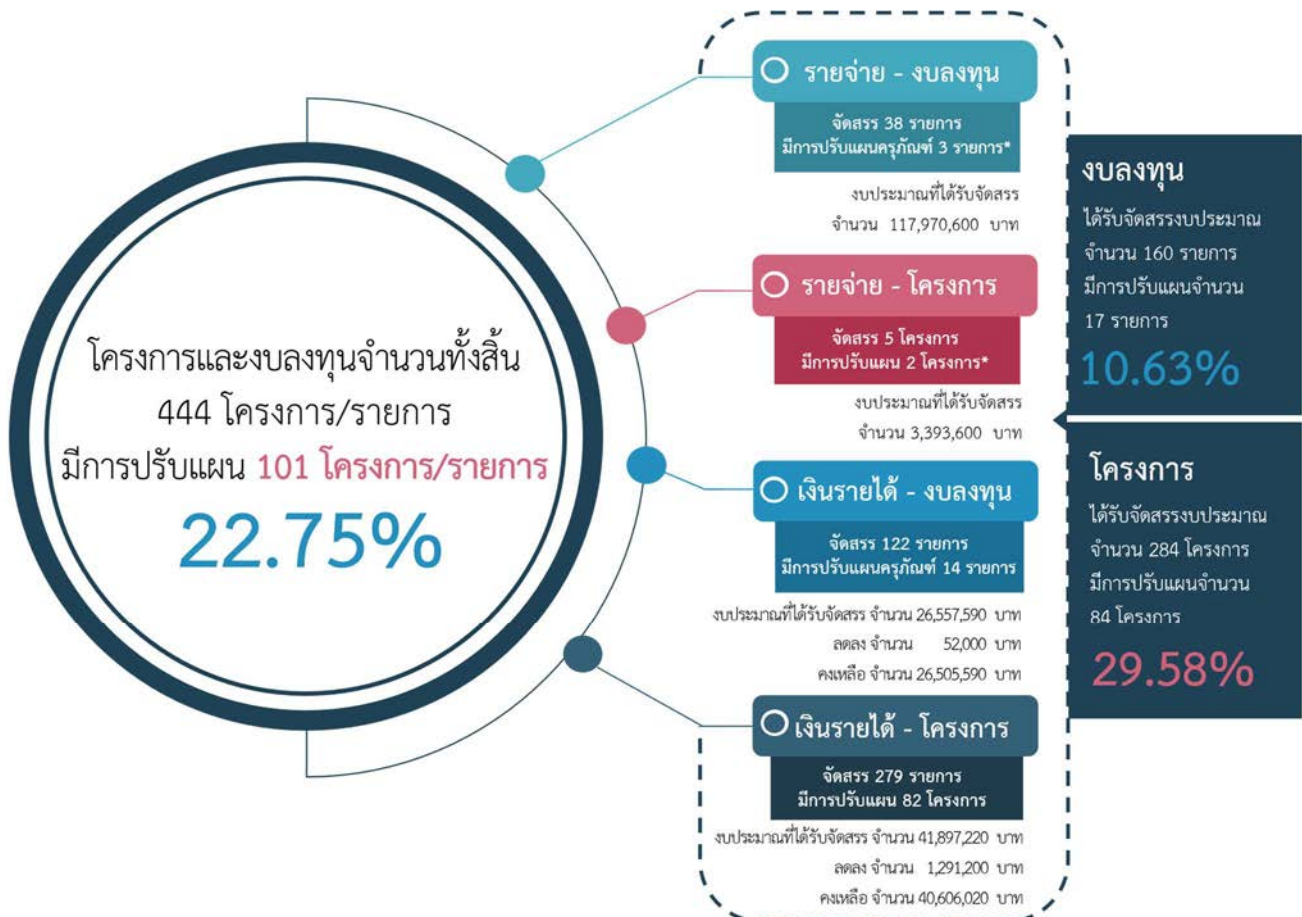 โครงการและงบลงทุนจำนวนทั้งสิ้น
444 โครงการ/รายการ
มีการปรับแผน 101 โครงการ/รายการ
22.75%
รายจ่าย - งบลงทุน
จัดสรร 38 รายการ
มีการปรับแผนครุภัณฑ์ 3 รายการ*
งบประมาณที่ได้รับจัดสรร
จำนวน 117,970,600 บาท
รายจ่าย - โครงการ
จัดสรร 5 โครงการ
มีการปรับแผน 2 โครงการ*
งบประมาณที่ได้รับจัดสรร
จำนวน 3,393,600 บาท
เงินรายได้ - งบลงทุน
จัดสรร 122 รายการ
มีการปรับแผนครุภัณฑ์ 14 รายการ
งบประมาณที่ได้รับจัดสรร จำนวน 26,557,590 บาท
ลดลง จำนวน 52,000 บาท
คงเหลือ จำนวน 26,505,590 บาท
เงินรายได้ - โครงการ
จัดสรร 279 รายการ
มีการปรับแผน 82 โครงการ
งบประมาณที่ได้รับจัดสรร จำนวน 41,897,220 บาท
ลดลง จำนวน 1,291,200 บาท
คงเหลือ จำนวน 40,606,020 บาท
งบลงทุน
ได้รับจัดสรรงบประมาณ
จำนวน 160 รายการ
มีการปรับแผนจำนวน
17 รายการ
10.63%
โครงการ
ได้รับจัดสรรงบประมาณ
จำนวน 284 โครงการ
มีการปรับแผนจำนวน
84 โครงการ
29.58%